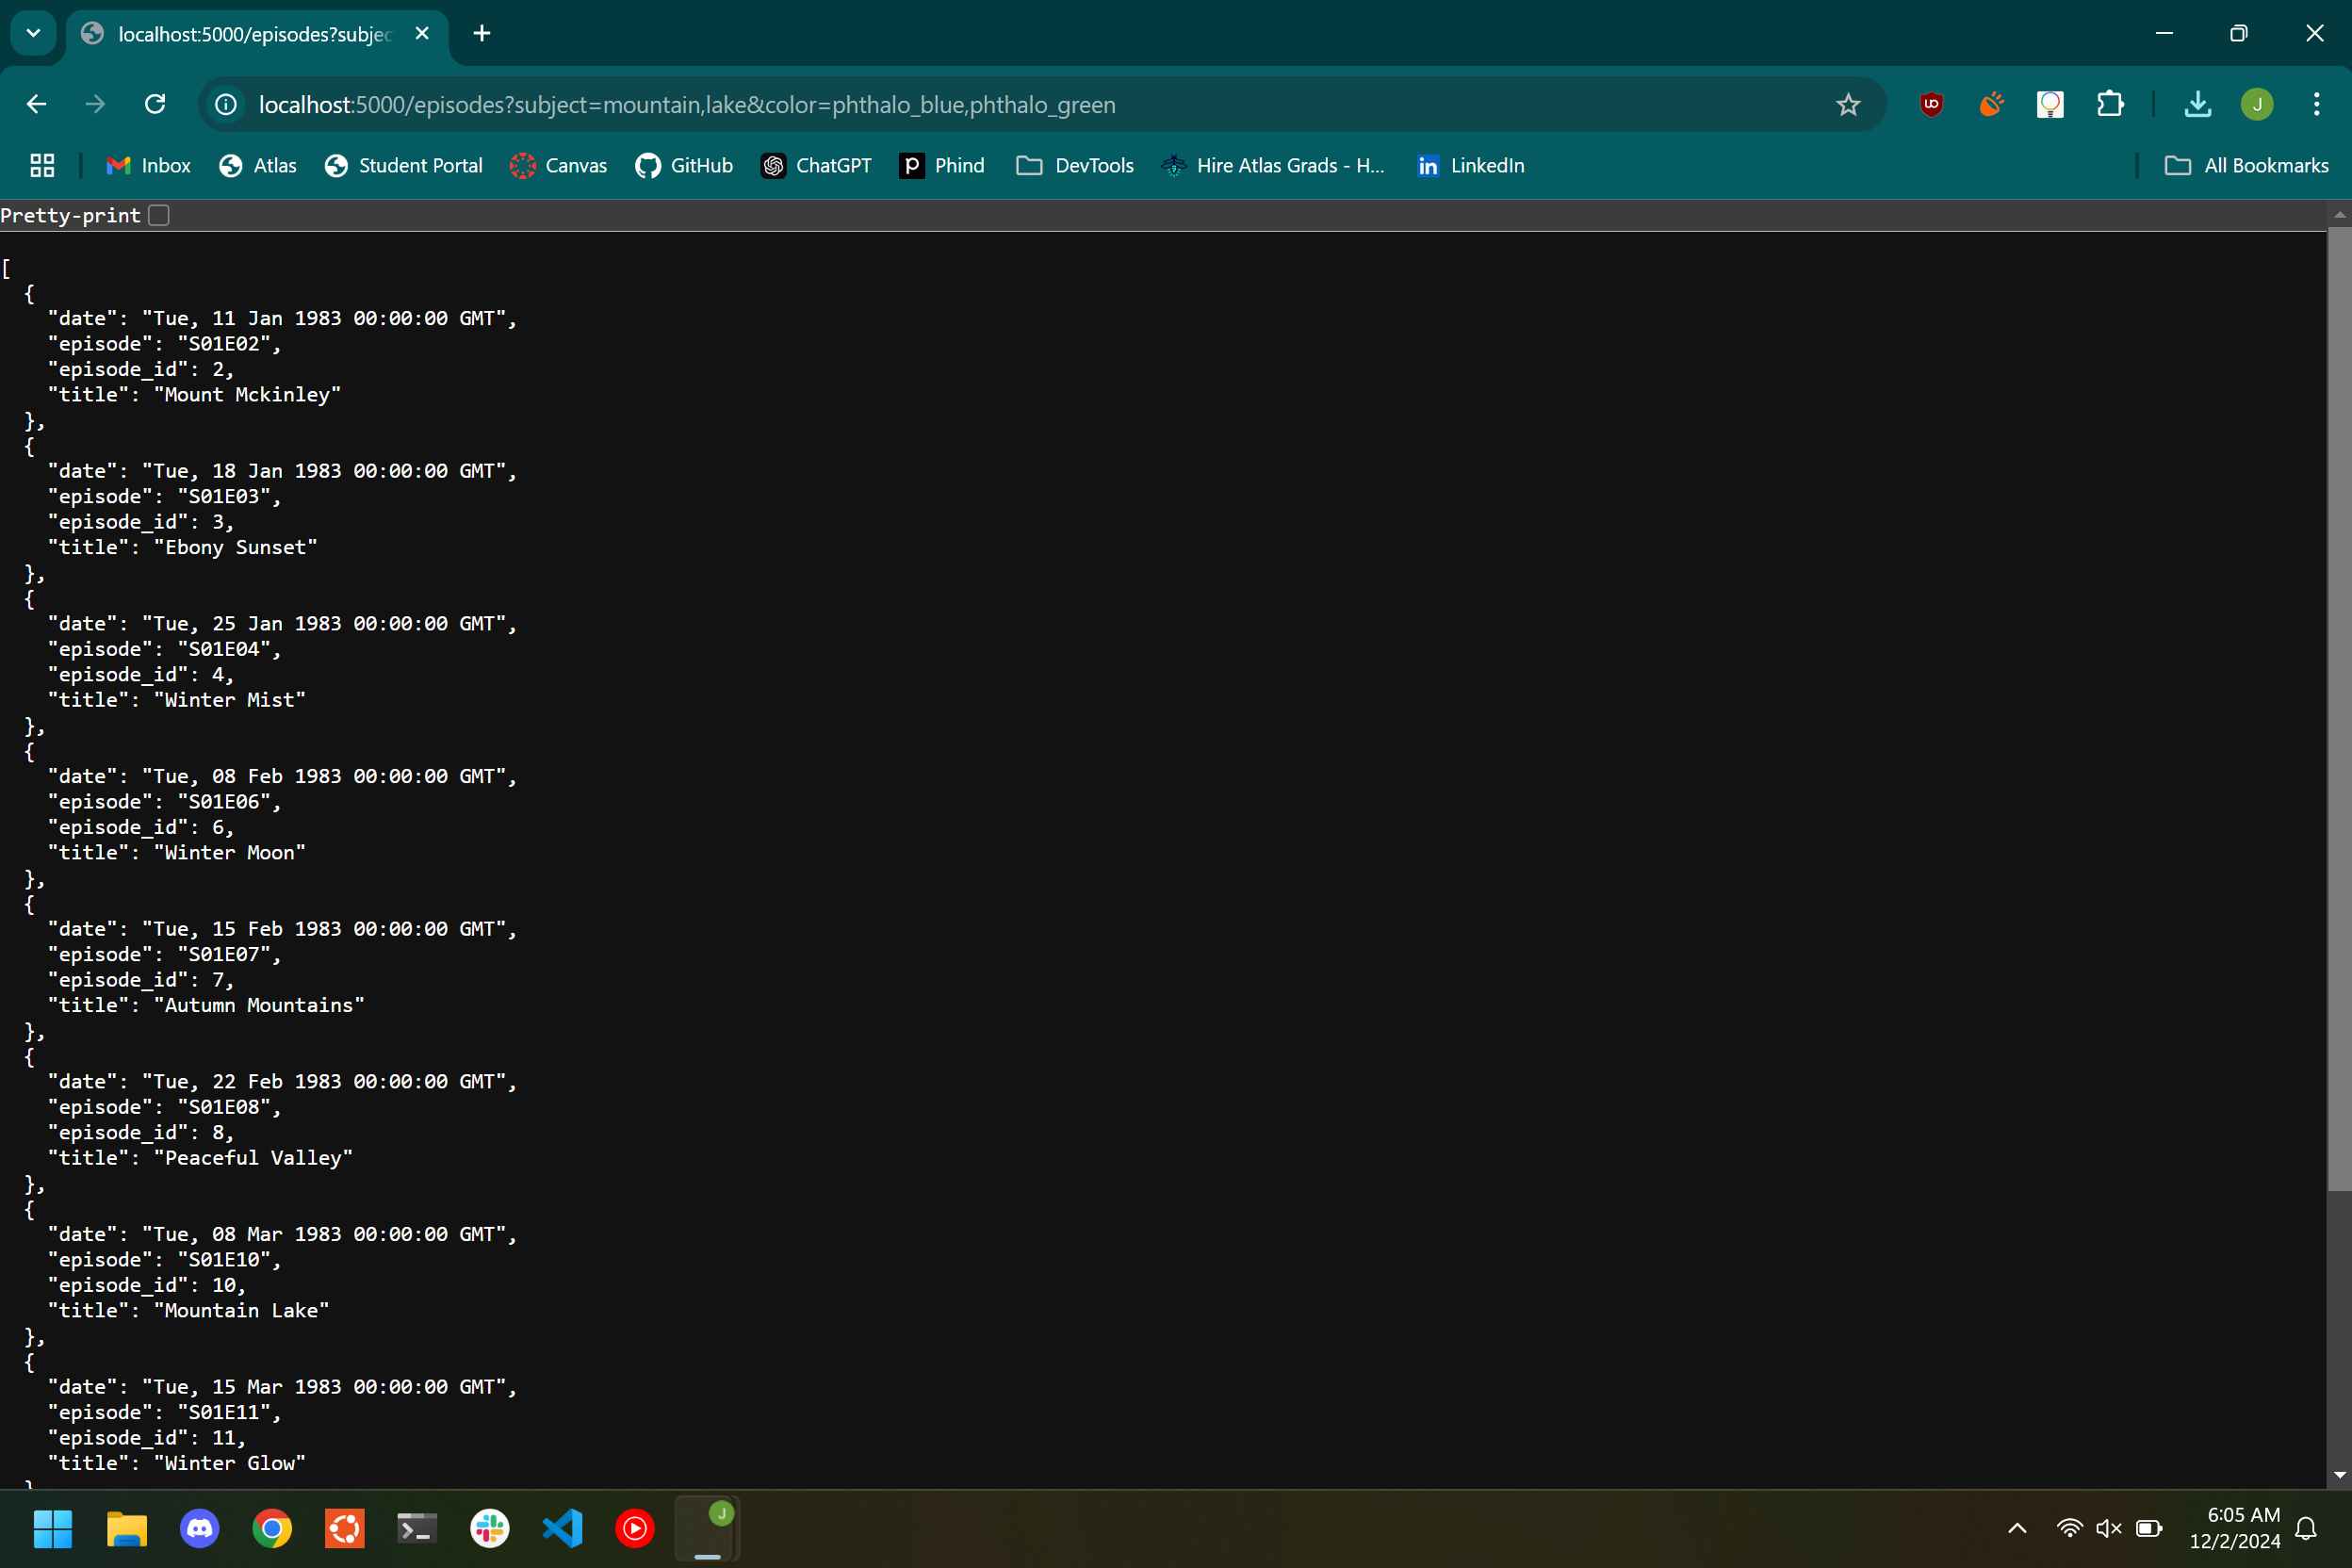 localhost:5000/episodes?subjec
localhost:5000/episodes?subject=mountain,lake&color=phthalo_blue,phthalo_green
J
Inbox
Atlas
Student Portal
Canvas
GitHub
ChatGPT
Phind
DevTools
Hire Atlas Grads - H...
LinkedIn
All Bookmarks
Pretty-print
[
  {
    "date": "Tue, 11 Jan 1983 00:00:00 GMT",
    "episode": "S01E02",
    "episode_id": 2,
    "title": "Mount Mckinley"
  },
  {
    "date": "Tue, 18 Jan 1983 00:00:00 GMT",
    "episode": "S01E03",
    "episode_id": 3,
    "title": "Ebony Sunset"
  },
  {
    "date": "Tue, 25 Jan 1983 00:00:00 GMT",
    "episode": "S01E04",
    "episode_id": 4,
    "title": "Winter Mist"
  },
  {
    "date": "Tue, 08 Feb 1983 00:00:00 GMT",
    "episode": "S01E06",
    "episode_id": 6,
    "title": "Winter Moon"
  },
  {
    "date": "Tue, 15 Feb 1983 00:00:00 GMT",
    "episode": "S01E07",
    "episode_id": 7,
    "title": "Autumn Mountains"
  },
  {
    "date": "Tue, 22 Feb 1983 00:00:00 GMT",
    "episode": "S01E08",
    "episode_id": 8,
    "title": "Peaceful Valley"
  },
  {
    "date": "Tue, 08 Mar 1983 00:00:00 GMT",
    "episode": "S01E10",
    "episode_id": 10,
    "title": "Mountain Lake"
  },
  {
    "date": "Tue, 15 Mar 1983 00:00:00 GMT",
    "episode": "S01E11",
    "episode_id": 11,
    "title": "Winter Glow"
J
6:05 AM
12/2/2024